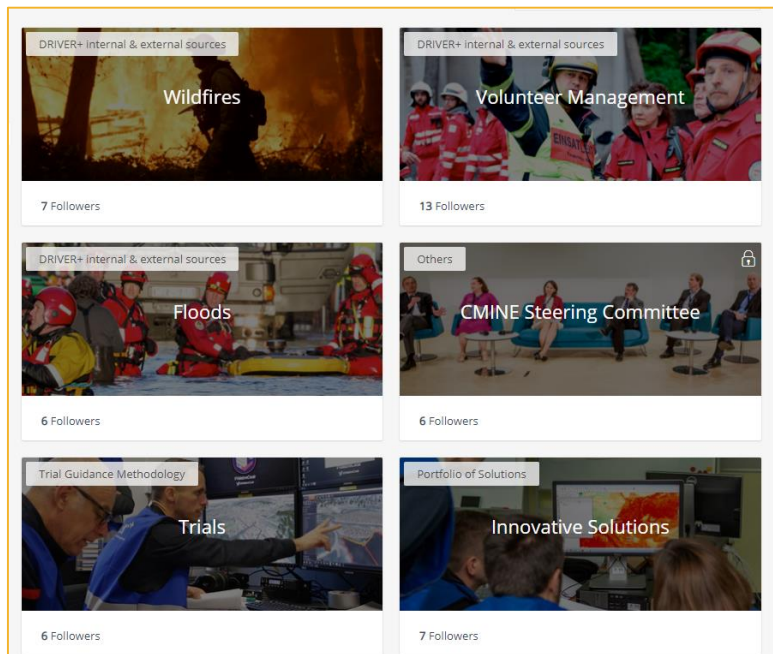 DRIVER+ internal & external sources
Wildfires
7 Followers
DRIVER+ internal & external sources
Volunteer Management
EINSATZL
13 Followers
DRIVER+ internal & external sources
Floods
6 Followers
Others
CMINE Steering Committee
6 Followers
Trial Guidance Methodology
Trials
6 Followers
Portfolio of Solutions
Innovative Solutions
7 Followers